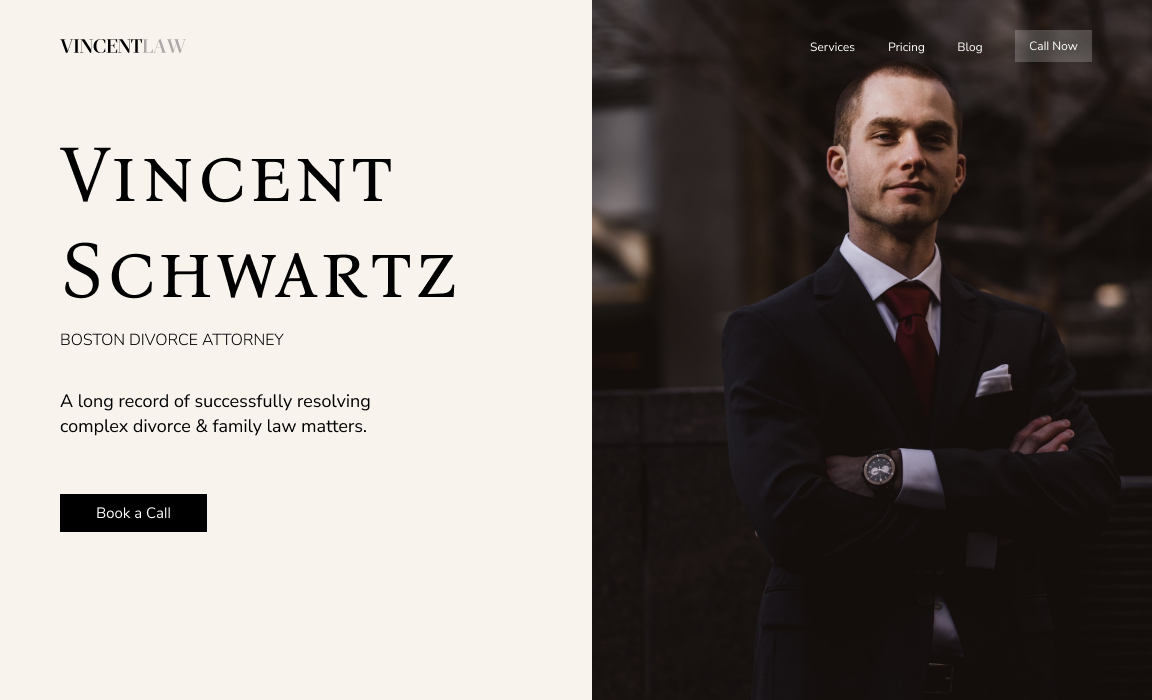 VINCENTLAW
Services Pricing Blog Call Now
VINCENT
SCHWARTZ
BOSTON DIVORCE ATTORNEY
A long record of successfully resolving
complex divorce & family law matters.
Book a Call